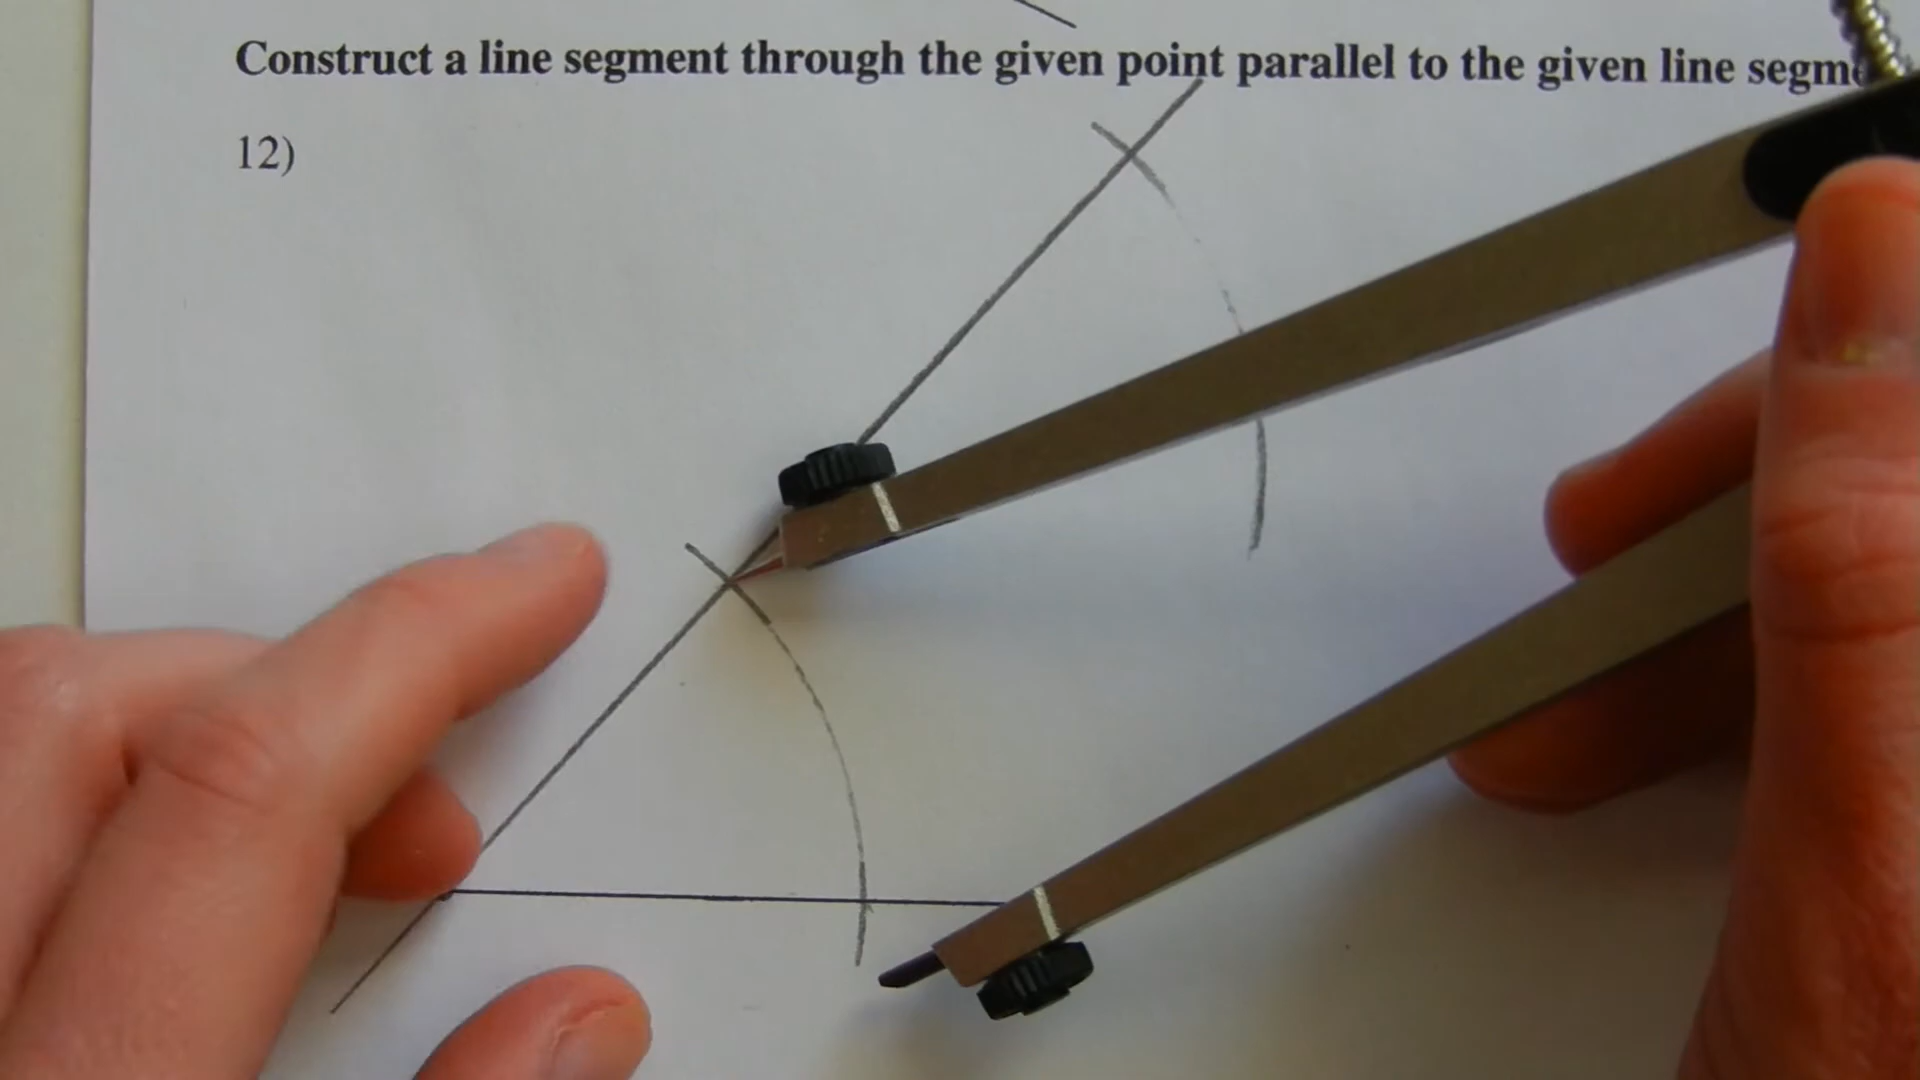 Construct a line segment through the given point parallel to the given line segm
12)